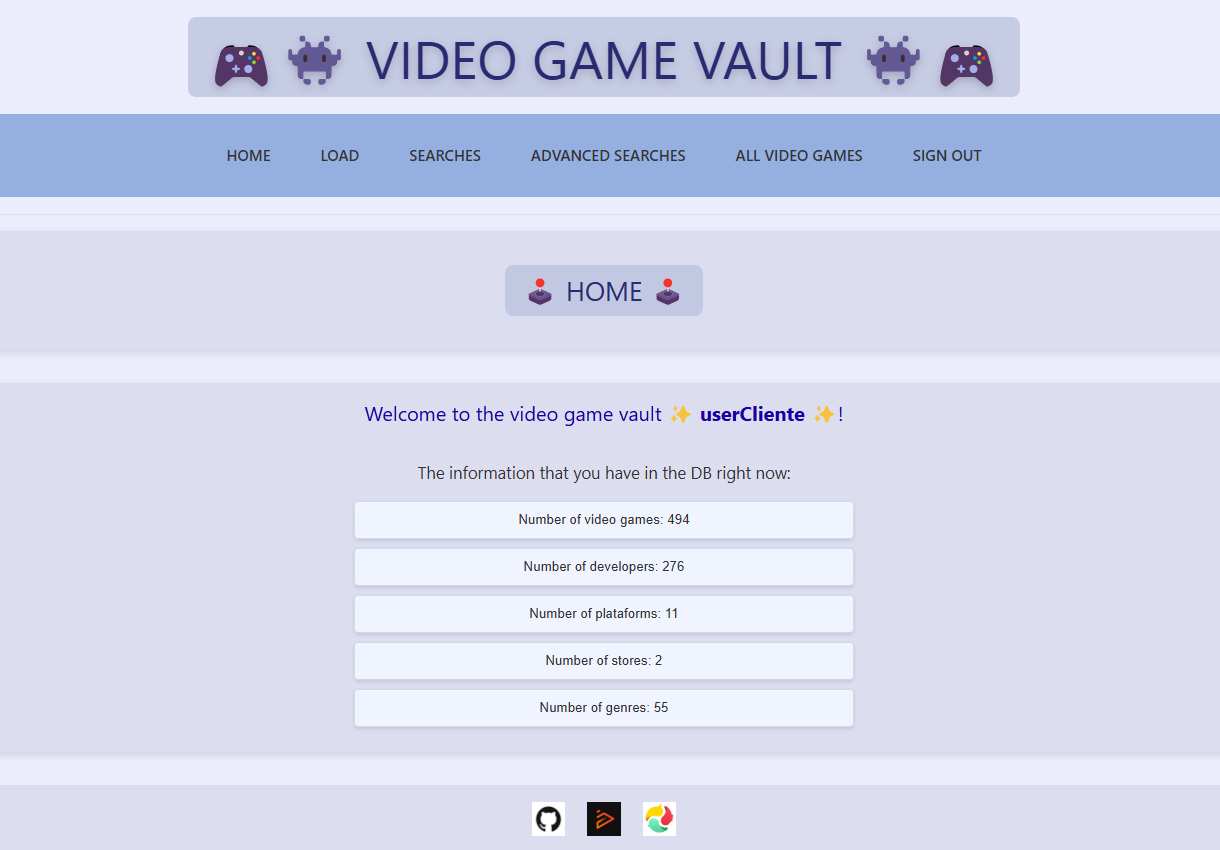 VIDEO GAME VAULT
HOME LOAD SEARCHES ADVANCED SEARCHES ALL VIDEO GAMES SIGN OUT
HOME
Welcome to the video game vault ✨ userCliente ✨!
The information that you have in the DB right now:
Number of video games: 494
Number of developers: 276
Number of plataforms: 11
Number of stores: 2
Number of genres: 55